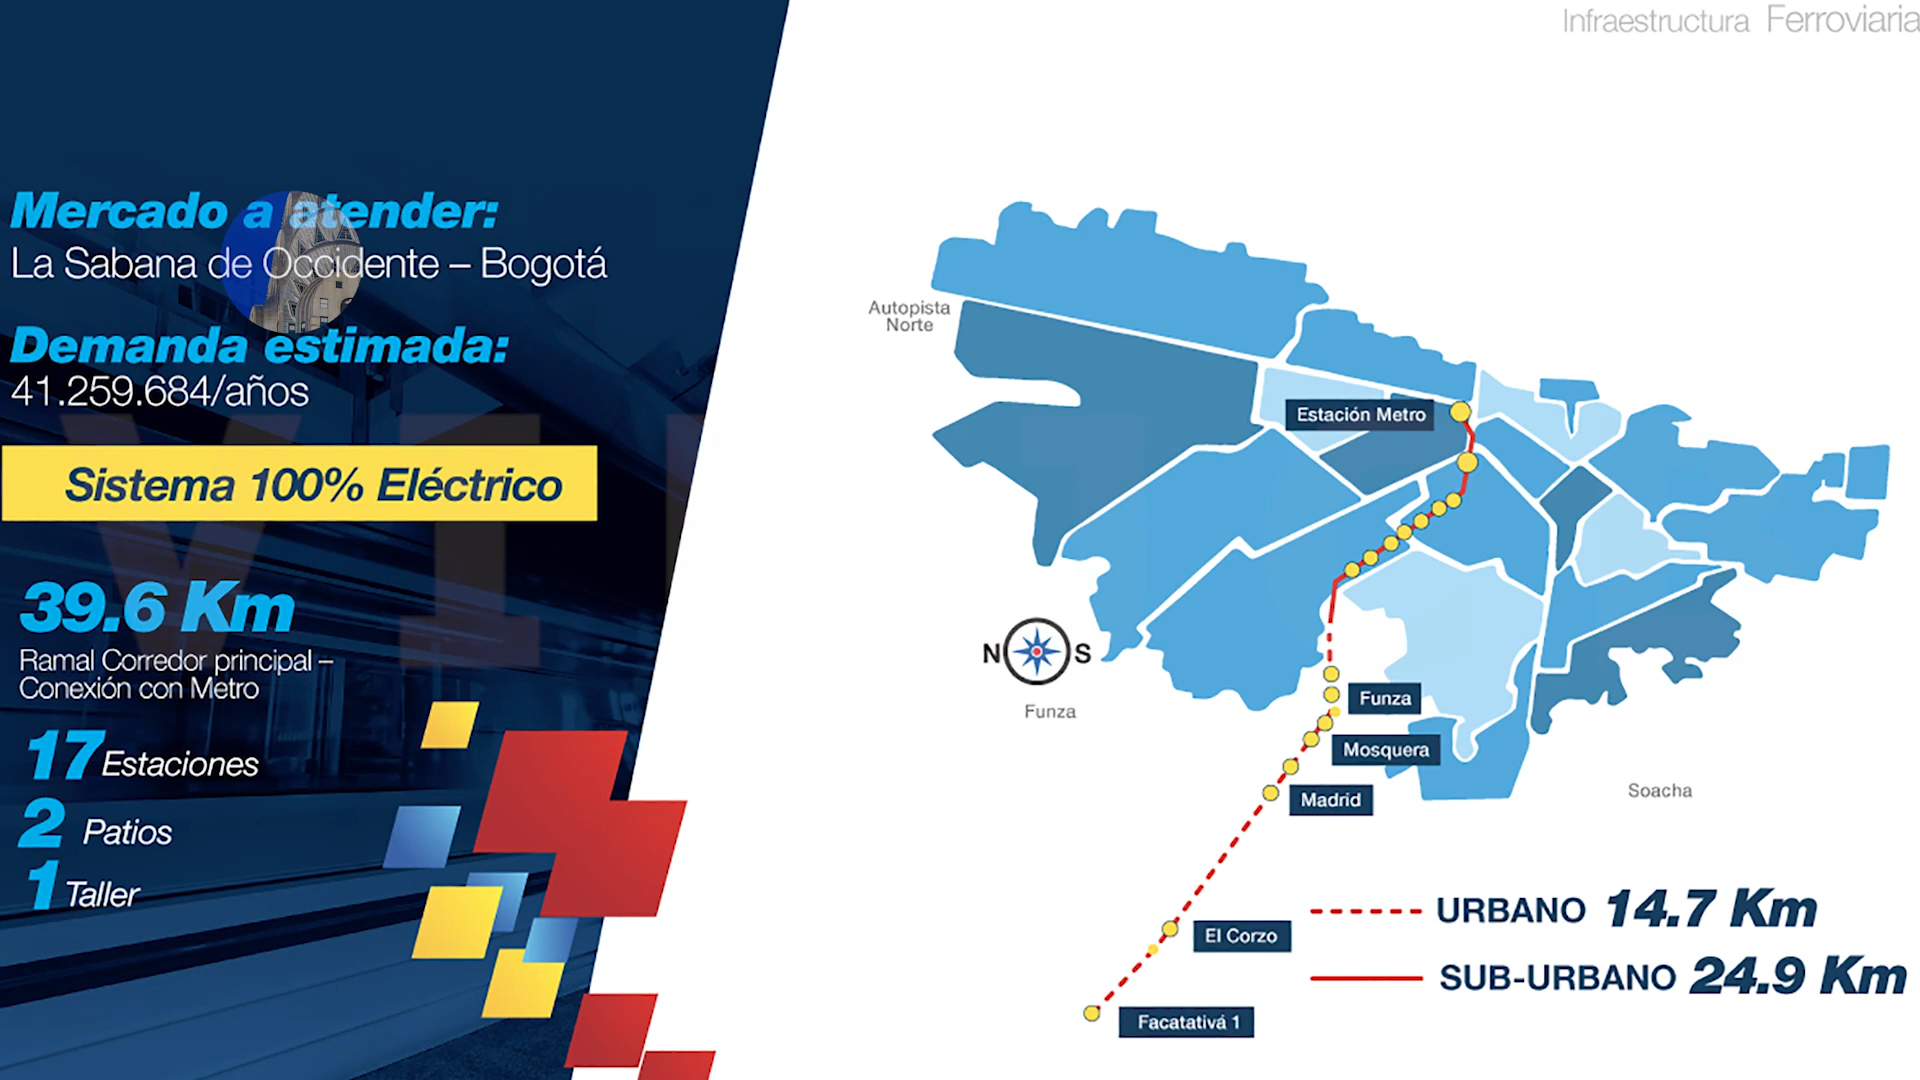 Infraestructura Ferroviaria
Mercado a atender:
La Sabana de Occidente – Bogotá
Demanda estimada:
41.259.684/años
Sistema 100% Eléctrico
39.6 Km
Ramal Corredor principal –
Conexión con Metro
17 Estaciones
2 Patios
1 Taller
Autopista
Norte
Estación Metro
N S
Funza
Funza
Mosquera
Madrid
Soacha
El Corzo
Facatativá 1
URBANO 14.7 Km
SUB-URBANO 24.9 Km